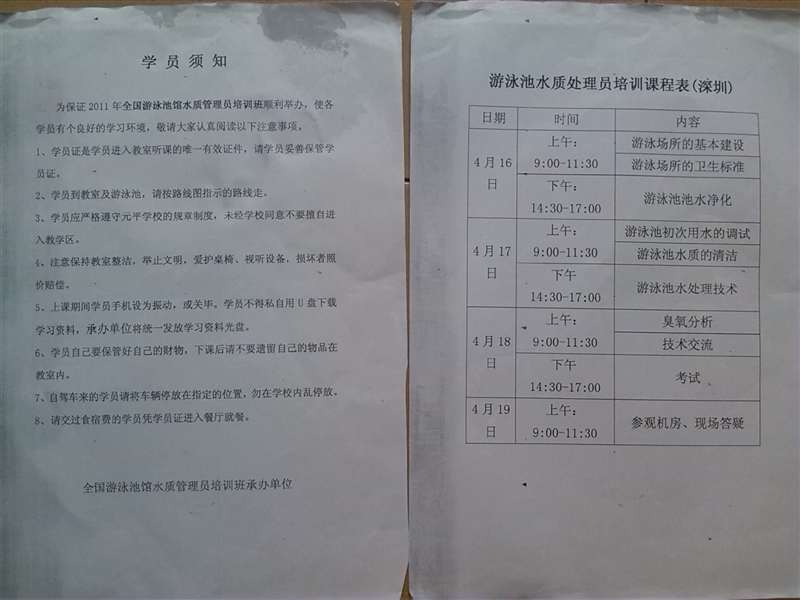 学员须知
为保证2011年全国游泳池馆水质管理员培训班顺利举办，使各
学员有个良好的学习环境，敬请大家认真阅读以下注意事项。
1、学员证是学员进入教室听课的唯一有效证件，请学员妥善保管学
员证。
2、学员到教室及游泳池，请按路线图指示的路线走。
3、学员应严格遵守元平学校的规章制度，未经学校同意不要擅自进
入教学区。
4、注意保持教室整洁，举止文明，爱护桌椅、视听设备，损坏者照
价赔偿。
5、上课期间学员手机设为振动，或关毕。学员不得私自用U盘下载
学习资料，承办单位将统一发放学习资料光盘。
6、学员自己要保管好自己的财物，下课后请不要遗留自己的物品在
教室内。
7、自驾车来的学员请将车辆停放在指定的位置，勿在学校内乱停放。
8、请交过食宿费的学员凭学员证进入餐厅就餐。
全国游泳池馆水质管理员培训班承办单位
游泳池水质处理员培训课程表(深圳)
日期 时间 内容
4月16日 上午：9:00-11:30 游泳场所的基本建设
游泳场所的卫生标准
下午：14:30-17:00 游泳池池水净化
4月17日 上午：9:00-11:30 游泳池初次用水的调试
游泳池水质的清洁
下午 14:30-17:00 游泳池水处理技术
4月18日 上午：9:00-11:30 臭氧分析
技术交流
下午 14:30-17:00 考试
4月19日 上午：9:00-11:30 参观机房、现场答疑